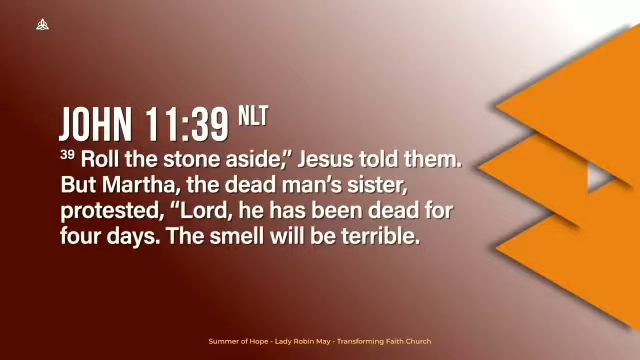 JOHN 11:39 NLT
39 Roll the stone aside,” Jesus told them.
But Martha, the dead man’s sister,
protested, “Lord, he has been dead for
four days. The smell will be terrible.
Summer of Hope - Lady Robin May - Transforming Faith Church